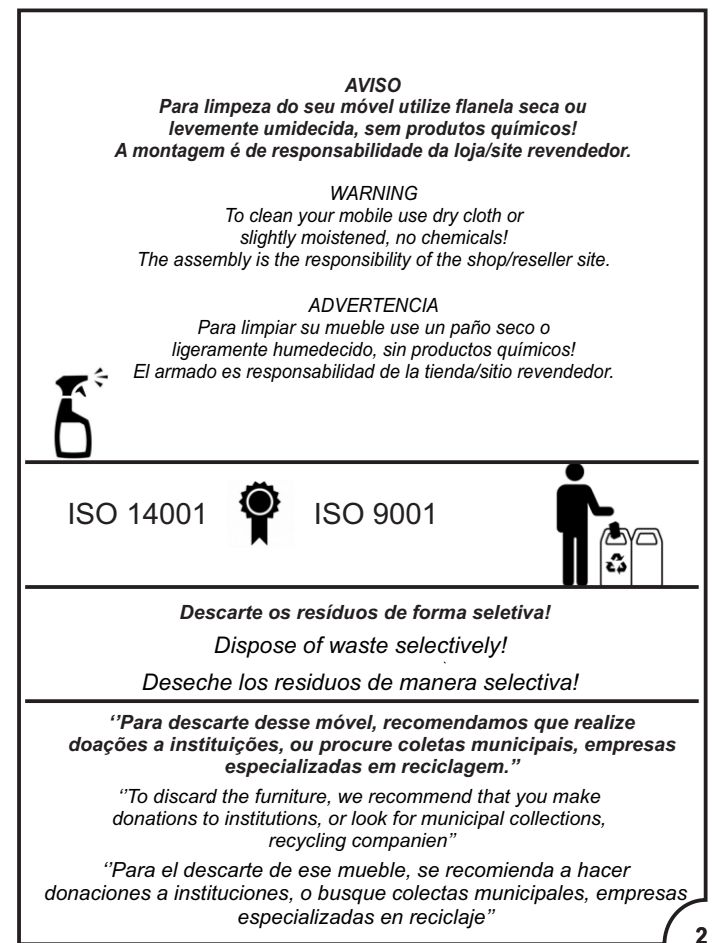 AVISO
Para limpeza do seu móvel utilize flanela seca ou
levemente umidecida, sem produtos químicos!
A montagem é de responsabilidade da loja/site revendedor.
WARNING
To clean your mobile use dry cloth or
slightly moistened, no chemicals!
The assembly is the responsibility of the shop/reseller site.
ADVERTENCIA
Para limpiar su mueble use un paño seco o
ligeramente humedecido, sin productos químicos!
El armado es responsabilidad de la tienda/sitio revendedor.
ISO 14001 ISO 9001
Descarte os resíduos de forma seletiva!
Dispose of waste selectively!
Deseche los residuos de manera selectiva!
‘’Para descarte desse móvel, recomendamos que realize
doações a instituições, ou procure coletas municipais, empresas
especializadas em reciclagem.’’
‘’To discard the furniture, we recommend that you make
donations to institutions, or look for municipal collections,
recycling companien’’
‘’Para el descarte de ese mueble, se recomienda a hacer
donaciones a instituciones, o busque colectas municipales, empresas
especializadas en reciclaje’’
2